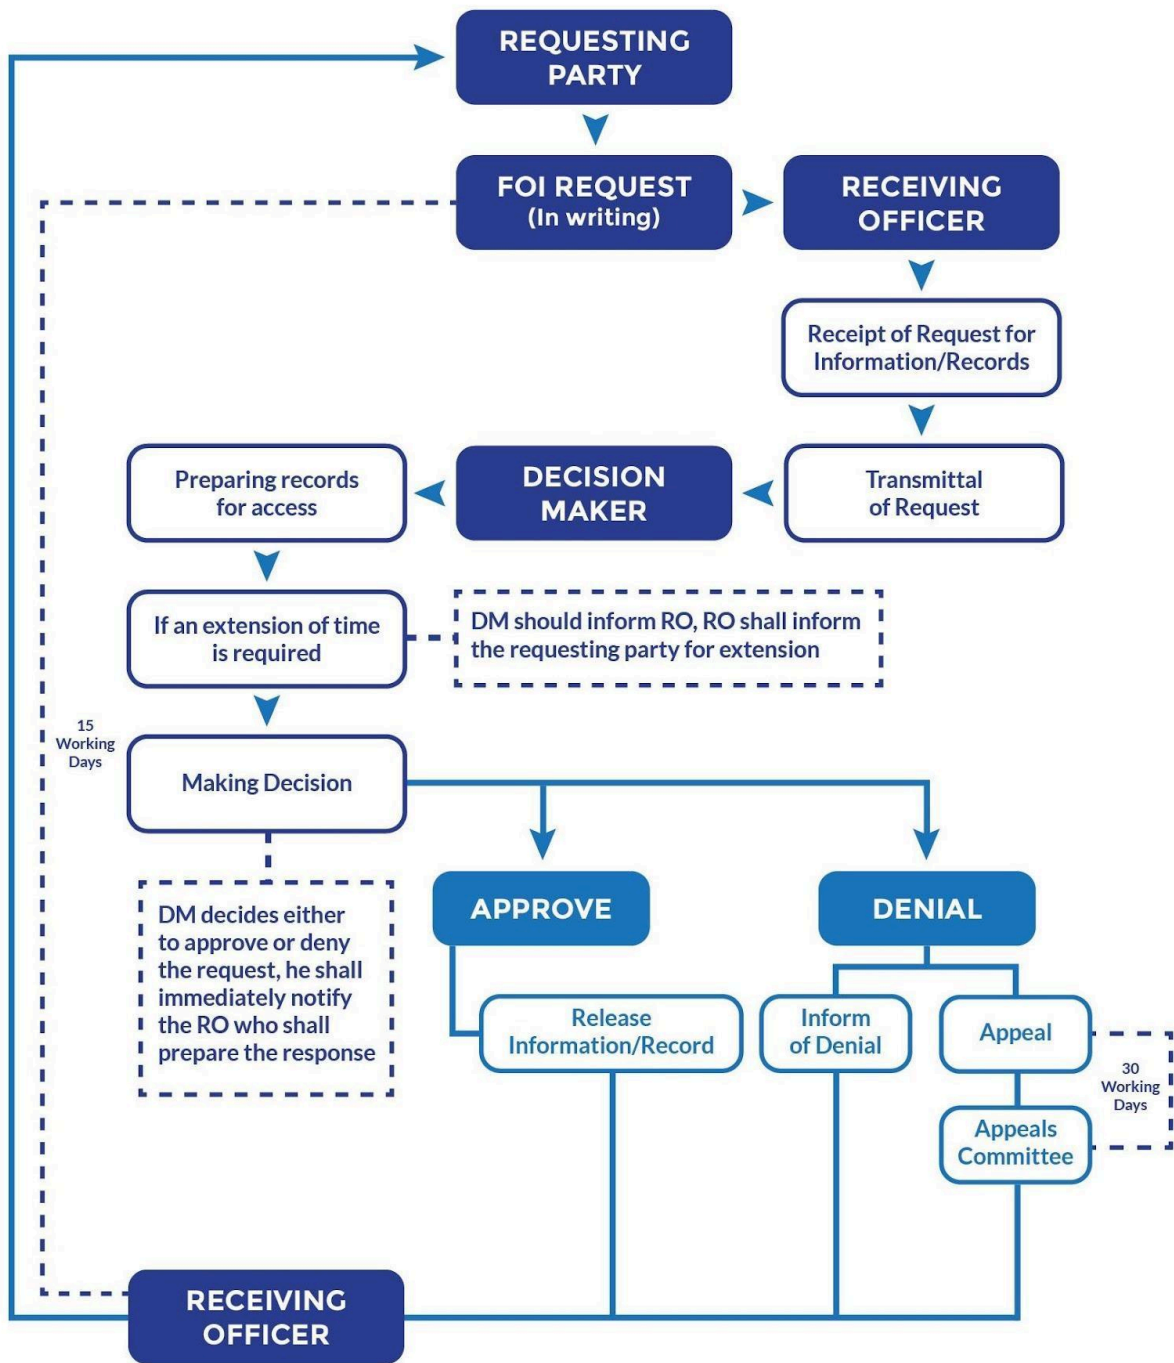 REQUESTING
PARTY
FOI REQUEST
(In writing)
RECEIVING
OFFICER
Receipt of Request for
Information/Records
Transmittal
of Request
DECISION
MAKER
Preparing records
for access
If an extension of time
is required
DM should inform RO, RO shall inform
the requesting party for extension
15
Working
Days
Making Decision
DM decides either
to approve or deny
the request, he shall
immediately notify
the RO who shall
prepare the response
APPROVE
DENIAL
Release
Information/Record
Inform
of Denial
Appeal
30
Working
Days
Appeals
Committee
RECEIVING
OFFICER